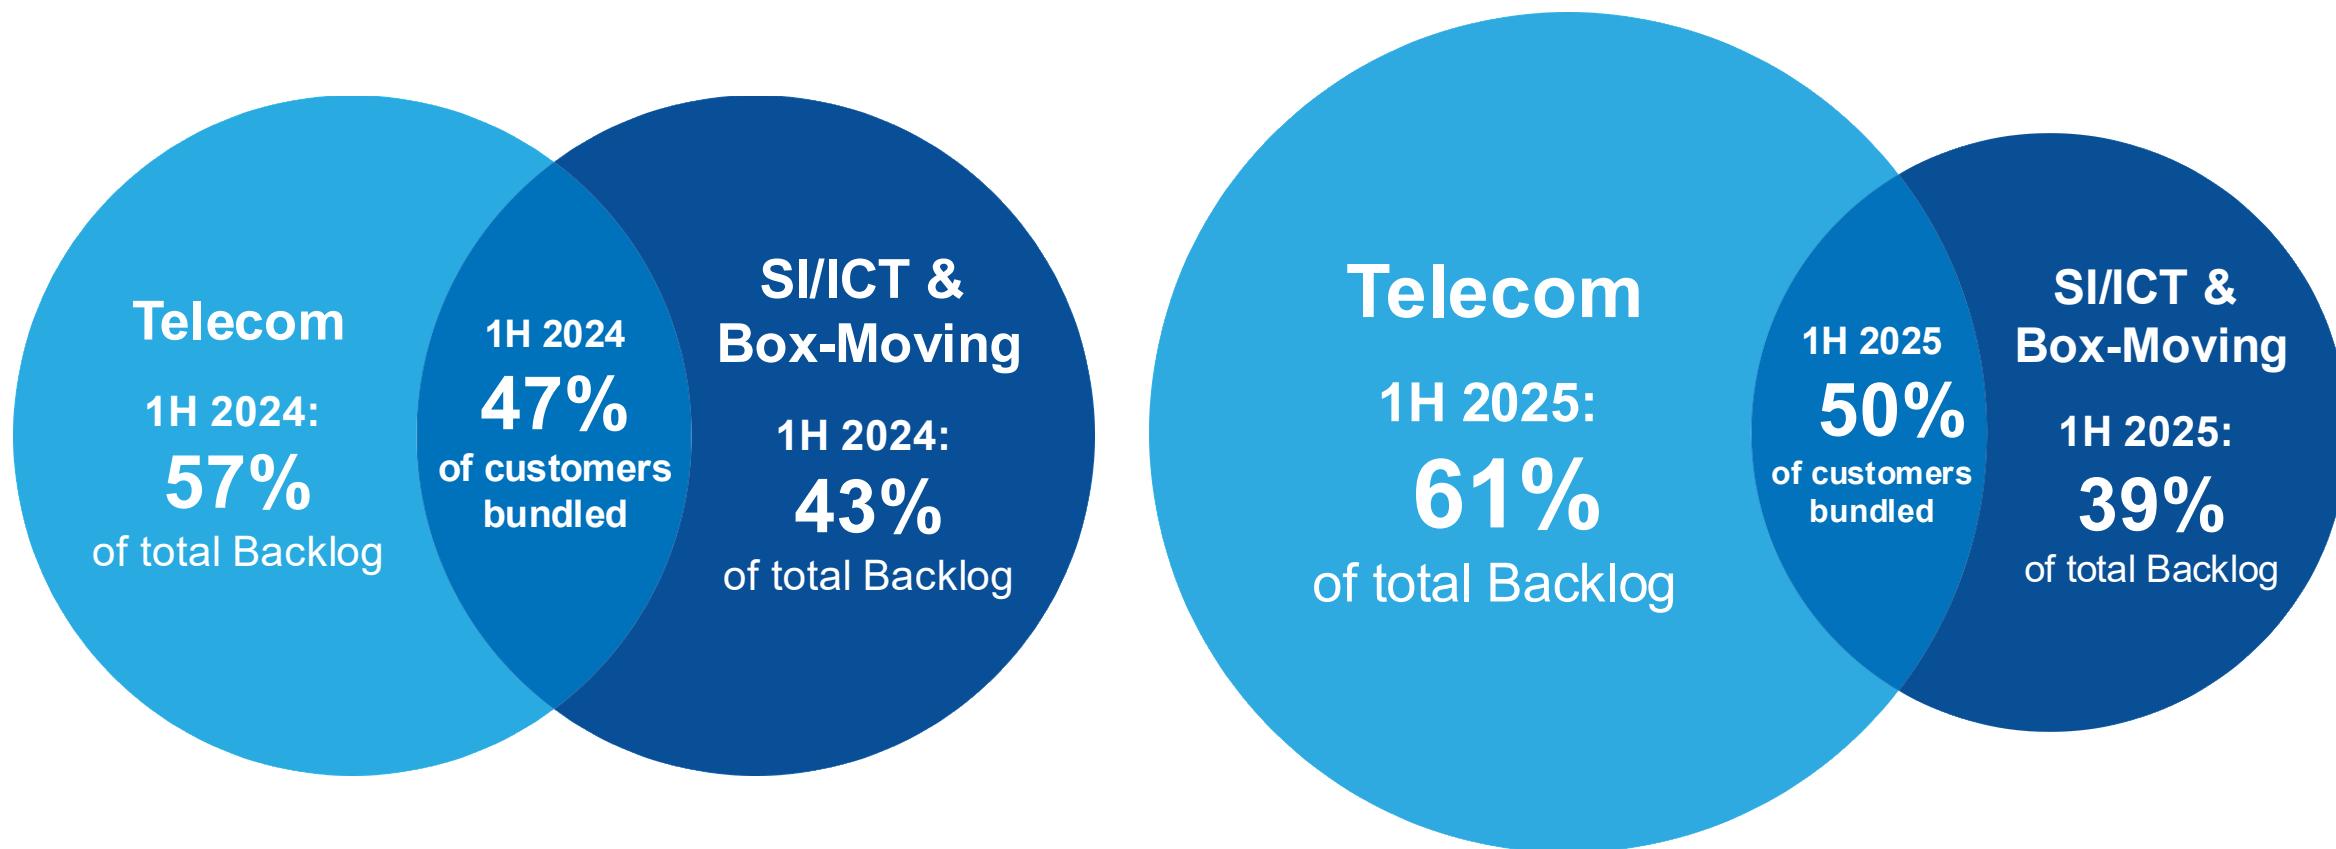 Telecom
1H 2024:
57%
of total Backlog
1H 2024
47%
of customers
bundled
SI/ICT &
Box-Moving
1H 2024:
43%
of total Backlog
Telecom
1H 2025:
61%
of total Backlog
1H 2025
50%
of customers
bundled
SI/ICT &
Box-Moving
1H 2025:
39%
of total Backlog